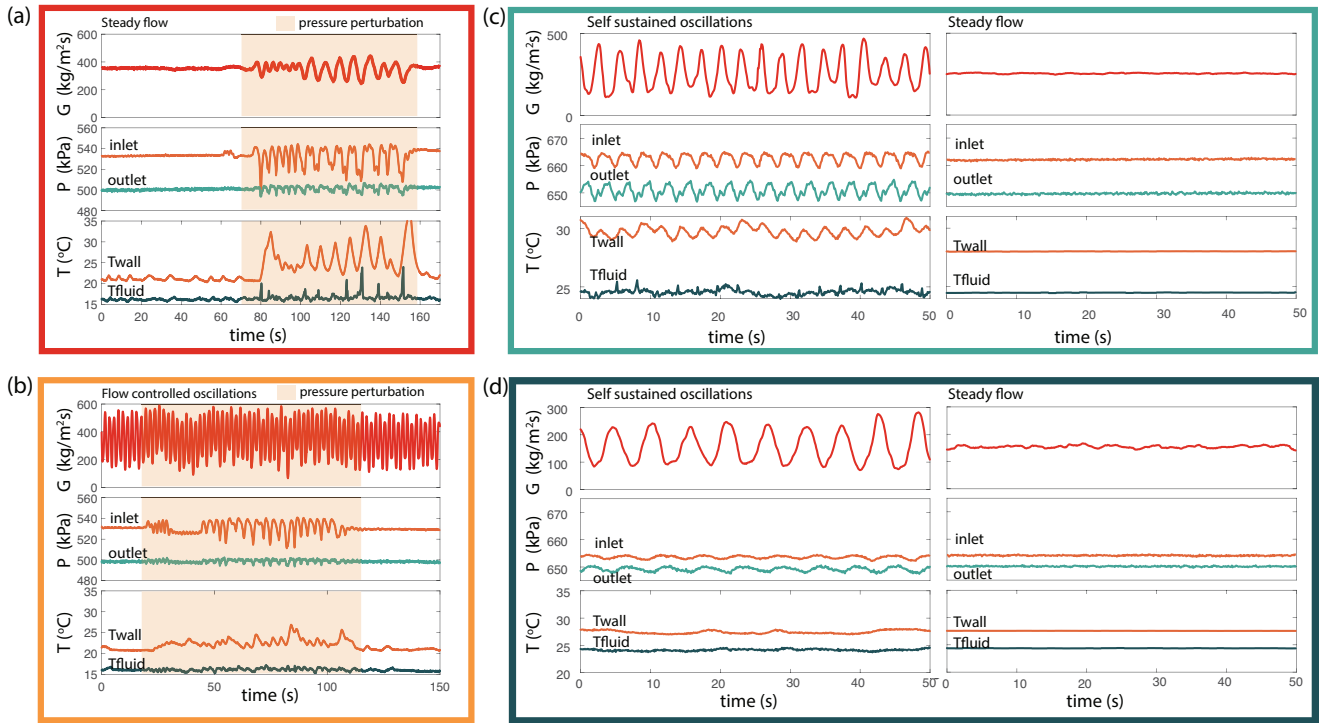 (a)
Steady flow
pressure perturbation
600
400
200
0
G (kg/m²s)
560
540
520
500
480
P (kPa)
inlet
outlet
35
30
25
20
15
T (°C)
Twall
Tfluid
0 20 40 60 80 100 120 140 160
time (s)
(c)
Self sustained oscillations
Steady flow
500
0
G (kg/m²s)
670
660
650
P (kPa)
inlet
outlet
inlet
outlet
30
25
T (°C)
Twall
Tfluid
Twall
Tfluid
0 10 20 30 40 50
0 10 20 30 40 50
time (s)
time (s)
(b)
Flow controlled oscillations
pressure perturbation
600
400
200
0
G (kg/m²s)
560
540
520
500
480
P (kPa)
inlet
outlet
35
30
25
20
15
T (°C)
Twall
Tfluid
0 50 100 150
time (s)
(d)
Self sustained oscillations
Steady flow
300
200
100
0
G (kg/m²s)
670
660
650
P (kPa)
inlet
outlet
inlet
outlet
35
30
25
20
T (°C)
Twall
Tfluid
Twall
Tfluid
0 10 20 30 40 50
0 10 20 30 40 50
time (s)
time (s)